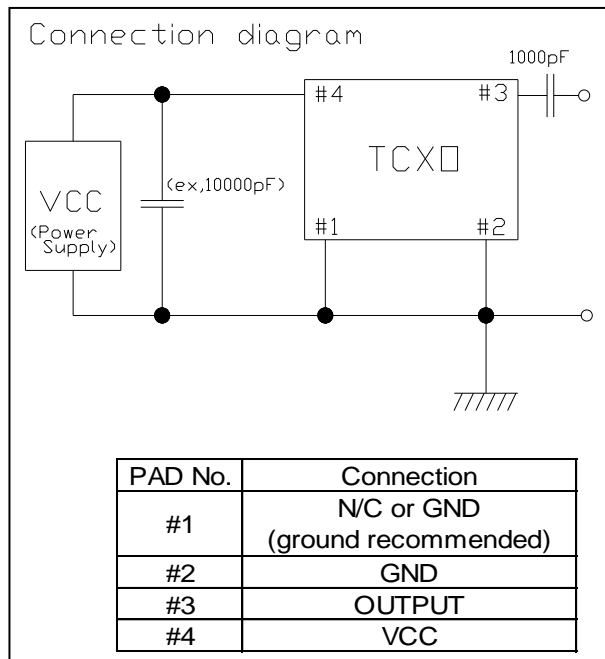 Connection diagram
1000pF
#4
#3
TCXO
VCC
(Power
Supply)
(ex,10000pF)
#1
#2
PAD No. Connection
#1 N/C or GND
(ground recommended)
#2 GND
#3 OUTPUT
#4 VCC